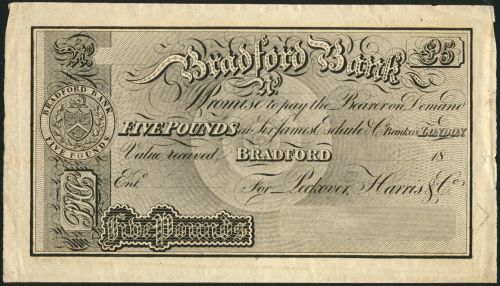 Bradford Bank £5
N
N
Promise to pay the Bearer on Demand
BRADFORD BANK
FIVE POUNDS
FIVE POUNDS at Sir James Esdaile & Co. Bankers LONDON
Value received BRADFORD 18
Ent.d For Peckover, Harris & Co.
Five Pounds